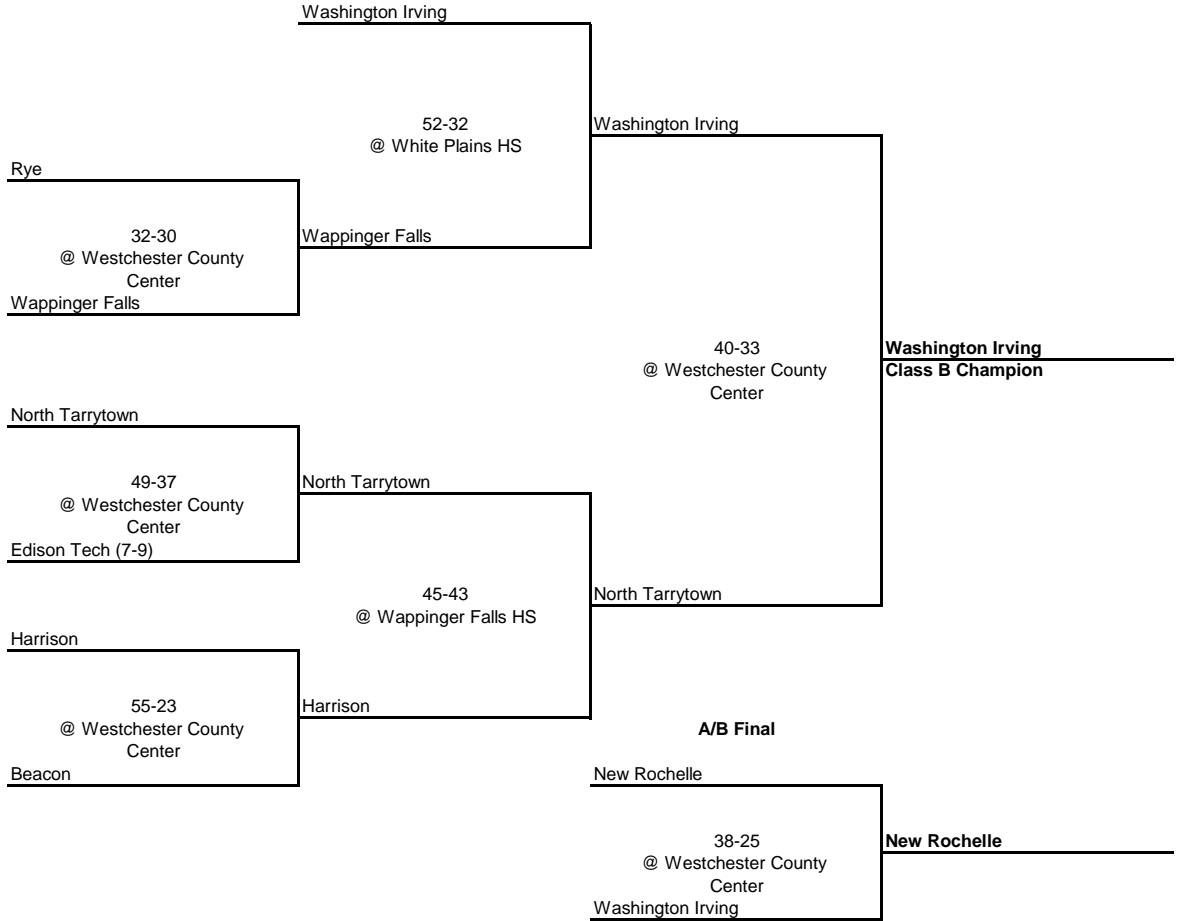 Washington Irving
52-32
@ White Plains HS
Washington Irving
Rye
32-30
@ Westchester County
Center
Wappinger Falls
Wappinger Falls
40-33
@ Westchester County
Center
Washington Irving
Class B Champion
North Tarrytown
49-37
@ Westchester County
Center
North Tarrytown
Edison Tech (7-9)
45-43
@ Wappinger Falls HS
North Tarrytown
Harrison
55-23
@ Westchester County
Center
Harrison
Beacon
A/B Final
New Rochelle
38-25
@ Westchester County
Center
New Rochelle
Washington Irving